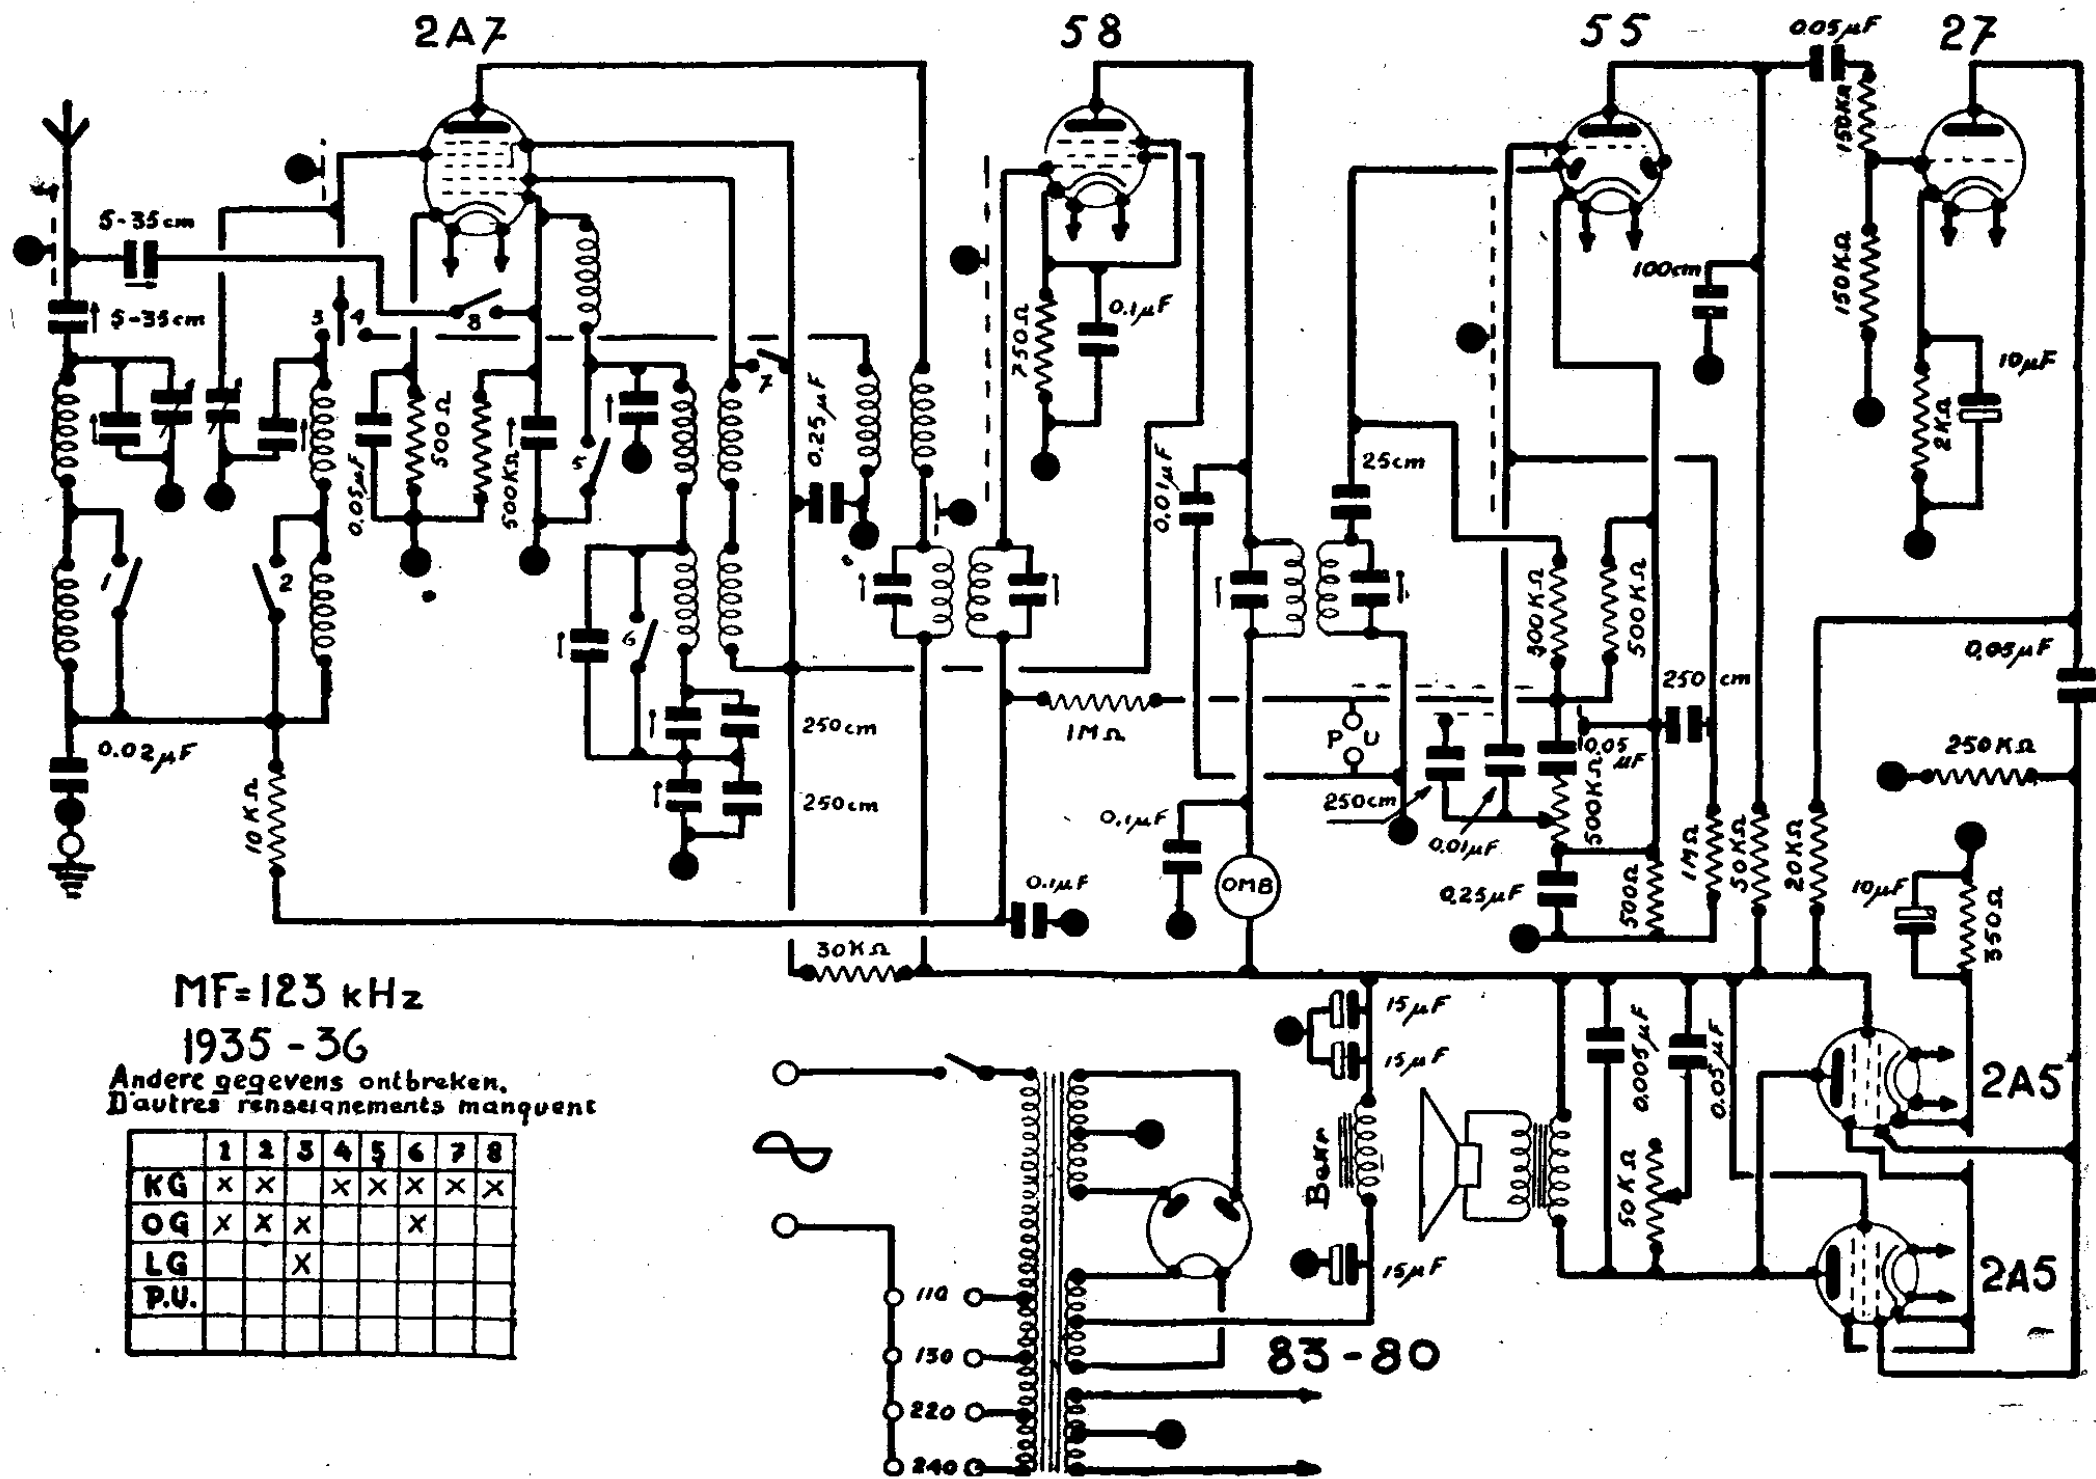 2A7
58
55
27
0.05µF
5-35cm
5-35cm
3
4
8
150KΩ
150KΩ
100cm
10µF
2KΩ
750Ω
0.1µF
0.05µF
500Ω
500KΩ
5
7
0.25µF
0.01µF
25cm
1
2
6
300KΩ
500KΩ
0.05µF
250cm
0.02µF
10KΩ
250cm
250cm
1MΩ
P U
0.05
µF
250KΩ
250cm
0.1µF
0.01µF
500KΩ
OMB
0.25µF
500Ω
1MΩ
50KΩ
20KΩ
10µF
350Ω
0.1µF
30KΩ
MF=123 kHz
1935-36
Andere gegevens ontbreken.
D'autres renseignements manquent
1 2 3 4 5 6 7 8
KG x x x x x x x
OG x x x x
LG x
P.U.
15µF
15µF
Bekr
15µF
0.005µF
0.05µF
50KΩ
2A5
2A5
110
130
220
240
83-80